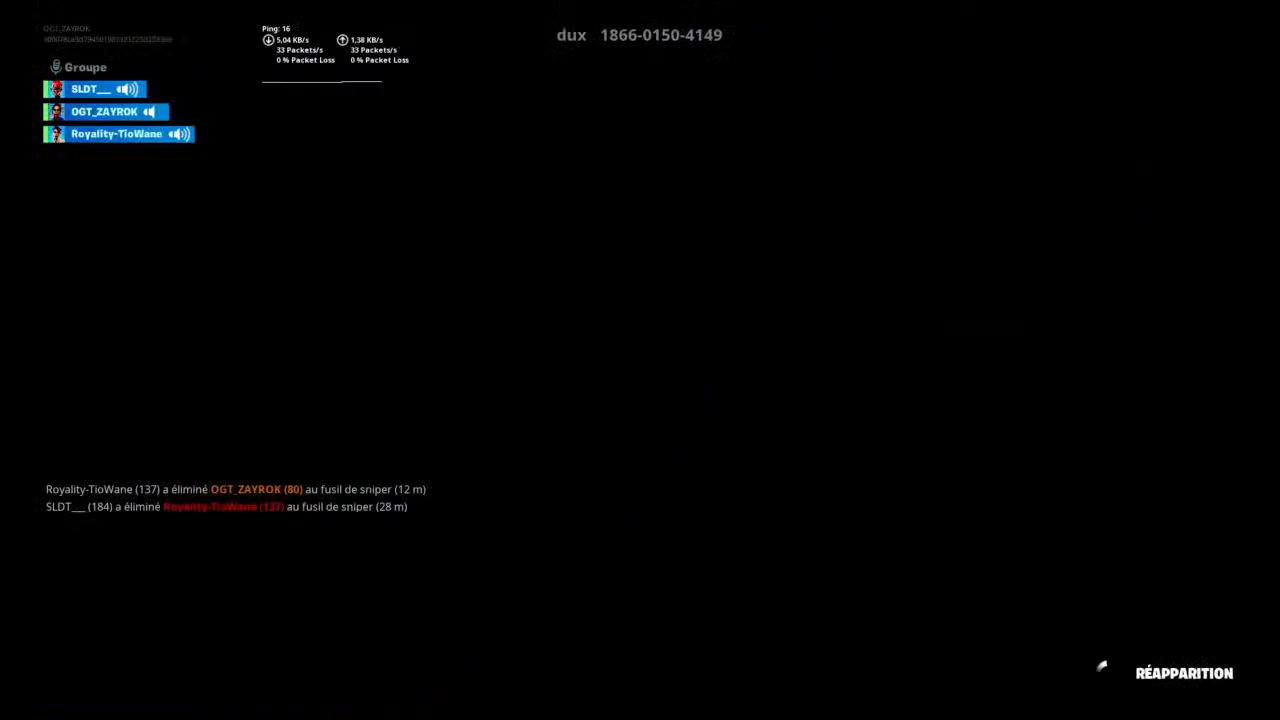 OGT_ZAYROK
Ping: 16
5,04 KB/s
1,38 KB/s
33 Packets/s
33 Packets/s
0 % Packet Loss
0 % Packet Loss
dux 1866-0150-4149
Groupe
SLDT___
OGT_ZAYROK
Royality-TioWane
Royality-TioWane (137) a éliminé OGT_ZAYROK (80) au fusil de sniper (12 m)
SLDT___ (184) a éliminé Royality-TioWane (137) au fusil de sniper (28 m)
RÉAPPARITION